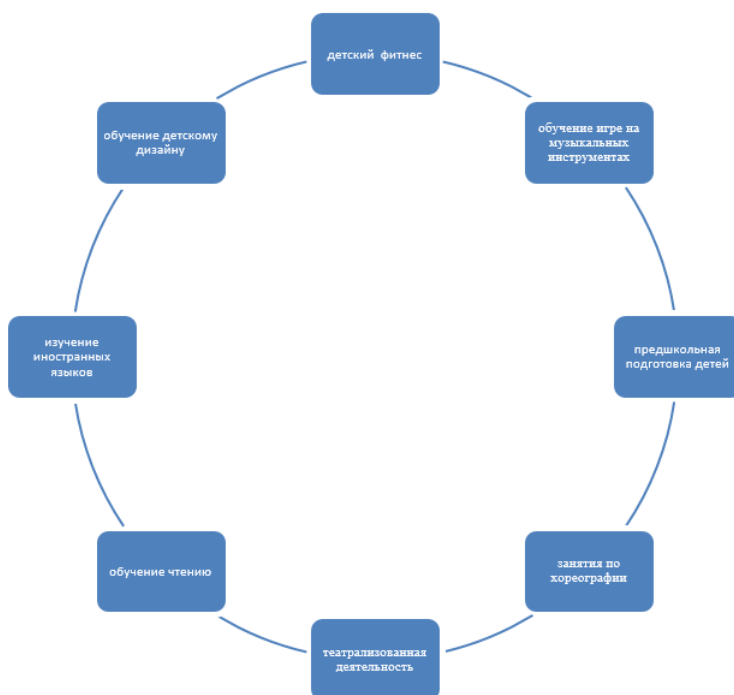 детский фитнес
обучение игре на
музыкальных
инструментах
предшкольная
подготовка детей
занятия по
хореографии
театрализованная
деятельность
обучение чтению
изучение
иностранных
языков
обучение детскому
дизайну